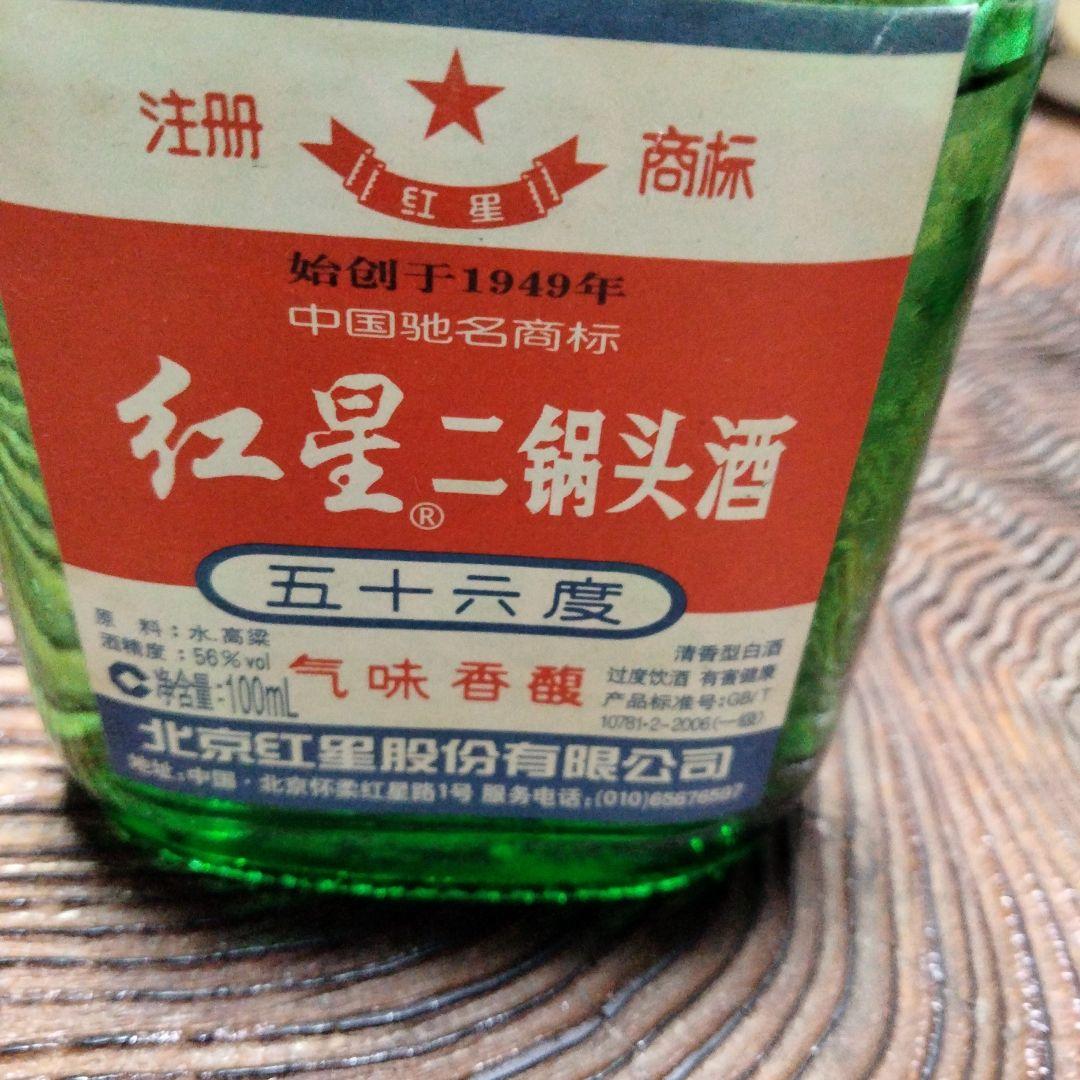 注册 商标
红星
始创于1949年
中国驰名商标
红星®二锅头酒
五十六度
原 料：水、高粱
酒精度：56%vol
净含量：100mL
气味香馥
清香型白酒
过度饮酒 有害健康
产品标准号：GB/T
10781·2-2006(一级)
北京红星股份有限公司
地址：中国·北京怀柔红星路1号 服务电话：(010)65676587